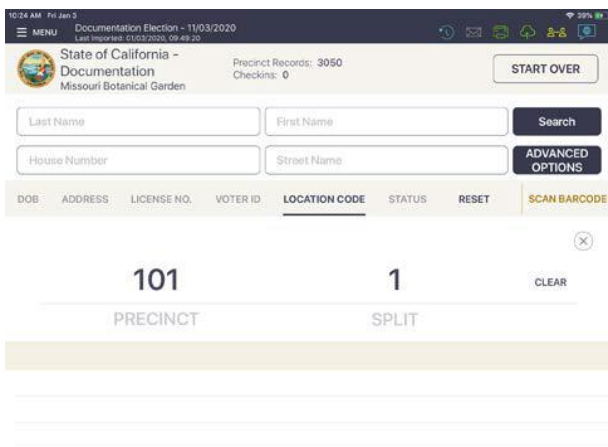 10:24 AM Fri Jan 3
39%
MENU
Documentation Election - 11/03/2020
Last Imported: 01/03/2020, 09:49:20
State of California -
Documentation
Missouri Botanical Garden
Precinct Records: 3050
Checkins: 0
START OVER
Last Name
First Name
Search
House Number
Street Name
ADVANCED
OPTIONS
DOB ADDRESS LICENSE NO. VOTER ID LOCATION CODE STATUS RESET SCAN BARCODE
101 1 CLEAR
PRECINCT SPLIT